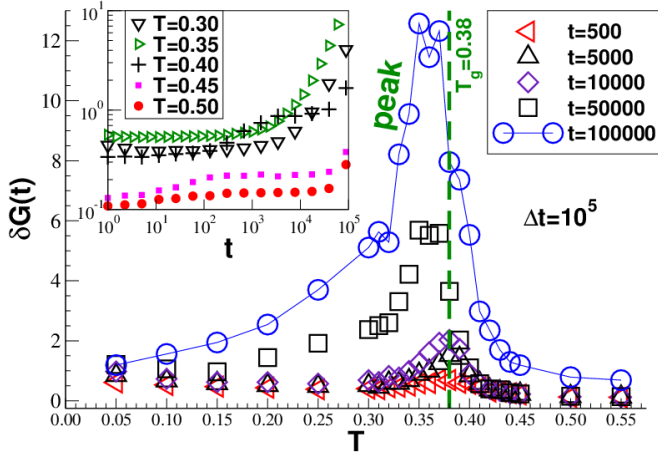 δG(t)
14
12
10
8
6
4
2
0
0.00 0.05 0.10 0.15 0.20 0.25 0.30 0.35 0.40 0.45 0.50 0.55
T
peak
T_g=0.38
Δt=10^5
t=500
t=5000
t=10000
t=50000
t=100000
T=0.30
T=0.35
T=0.40
T=0.45
T=0.50
10^1
10^0
10^-1
10^0 10^1 10^2 10^3 10^4 10^5
t